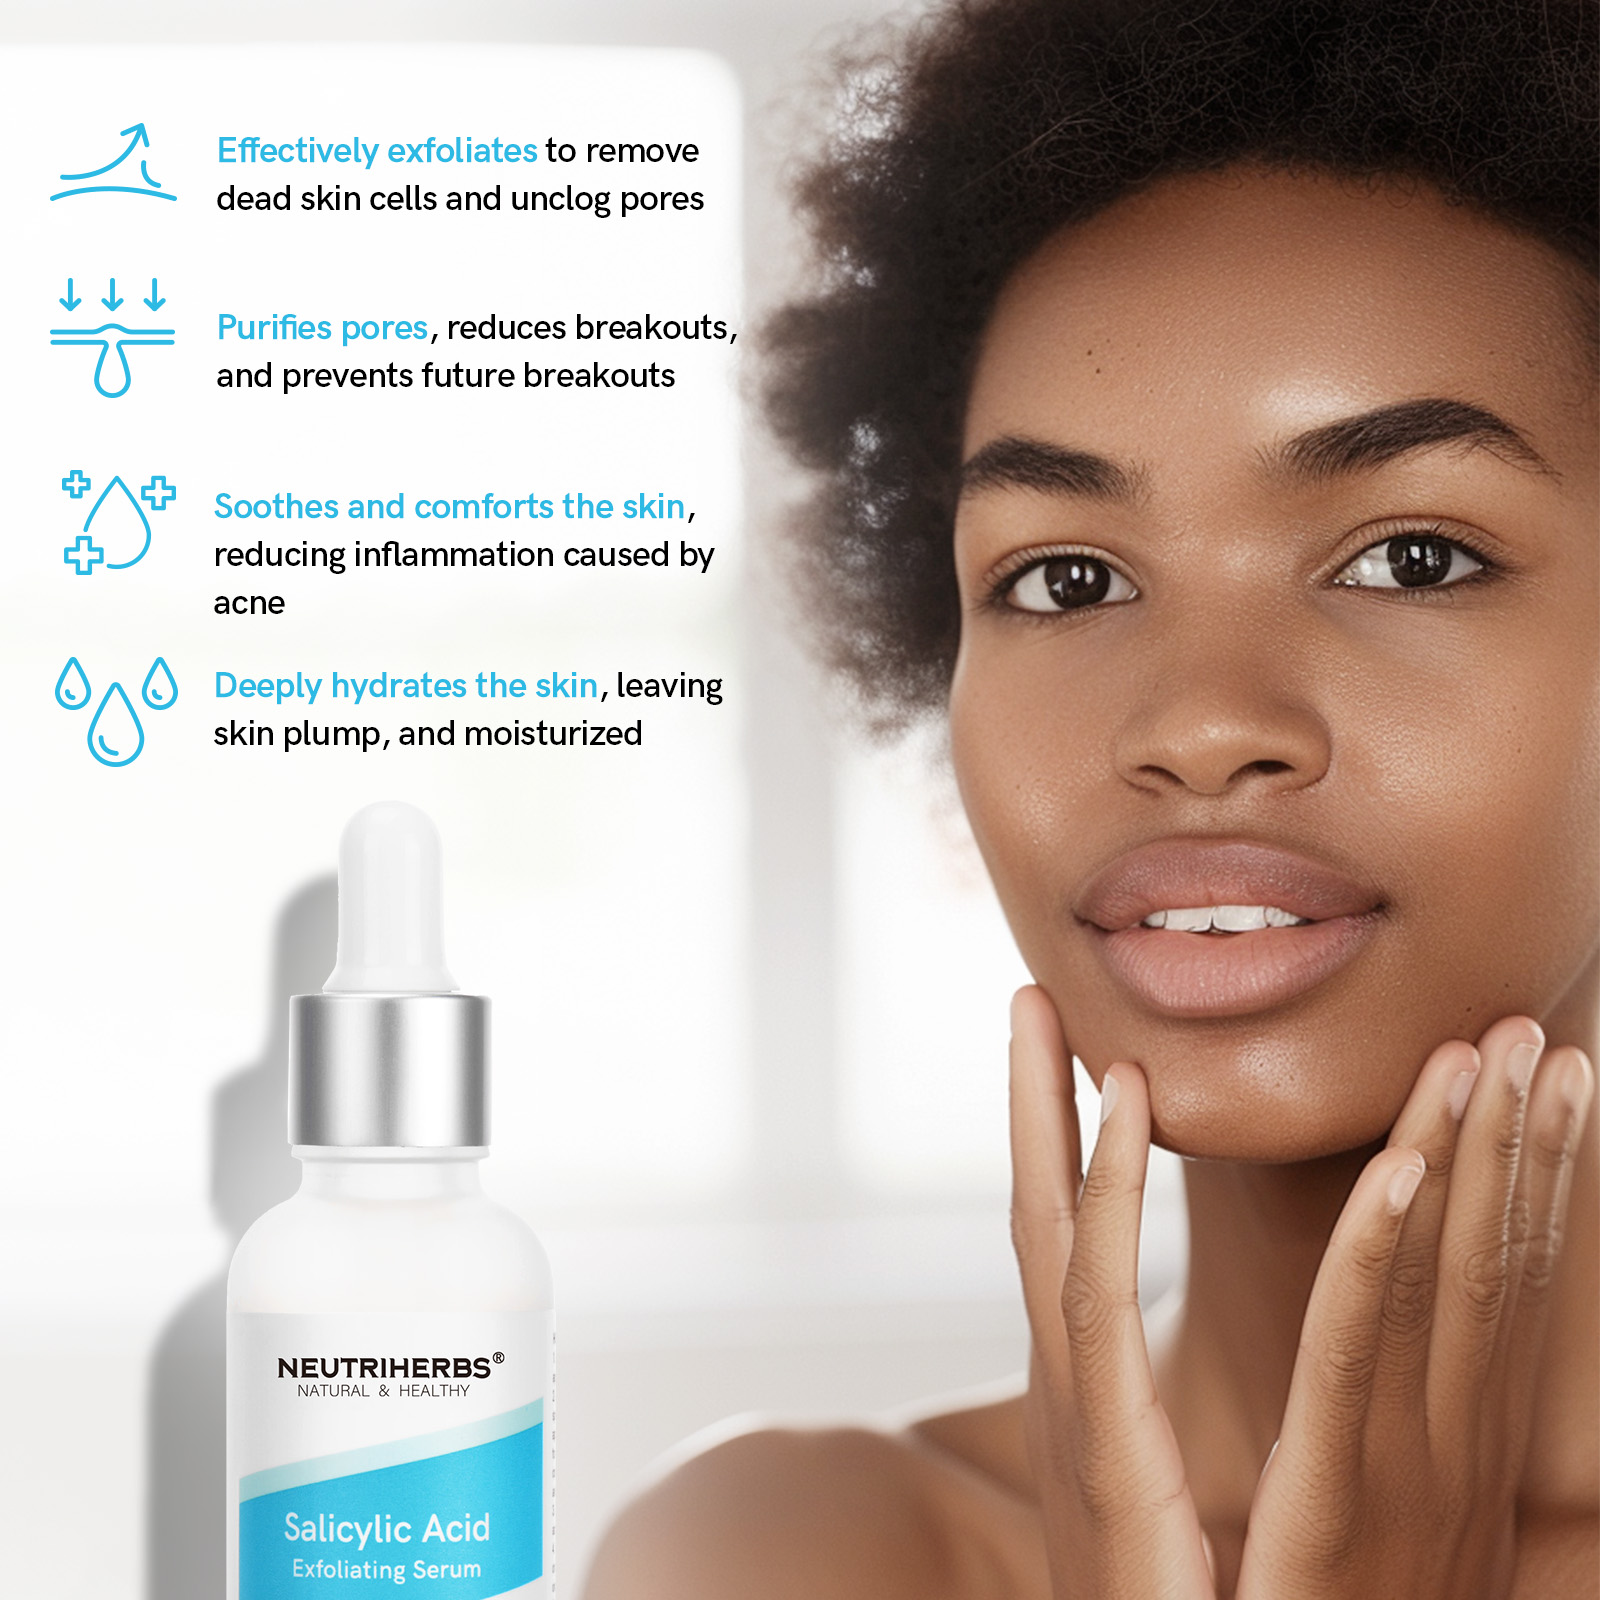 Effectively exfoliates to remove
dead skin cells and unclog pores
Purifies pores, reduces breakouts,
and prevents future breakouts
Soothes and comforts the skin,
reducing inflammation caused by
acne
Deeply hydrates the skin, leaving
skin plump, and moisturized
NEUTRIHERBS®
NATURAL & HEALTHY
Salicylic Acid
Exfoliating Serum